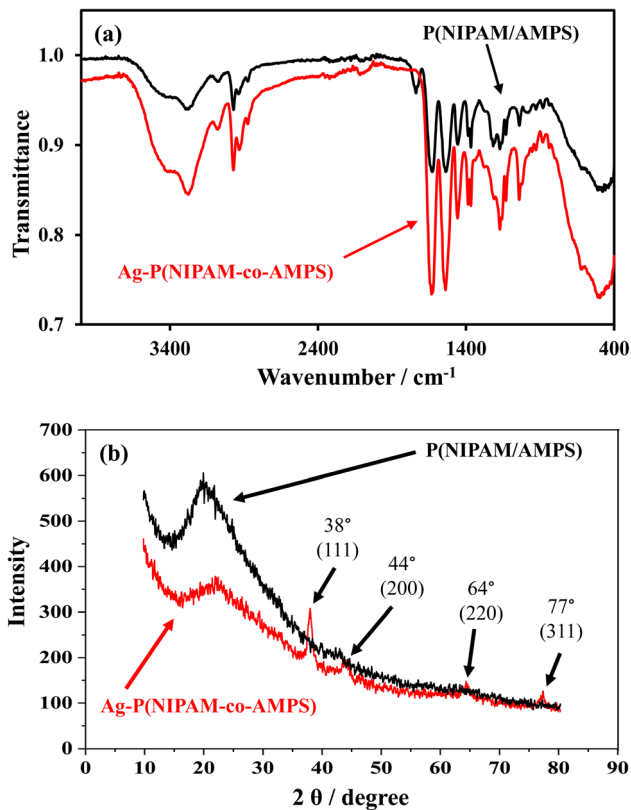 (a)
P(NIPAM/AMPS)
1.0
0.9
0.8
0.7
Transmittance
Ag-P(NIPAM-co-AMPS)
3400 2400 1400 400
Wavenumber / cm⁻¹
(b)
P(NIPAM/AMPS)
700
600
500
400
300
200
100
0
Intensity
38°
(111)
44°
(200)
64°
(220)
77°
(311)
Ag-P(NIPAM-co-AMPS)
0 10 20 30 40 50 60 70 80 90
2 θ / degree